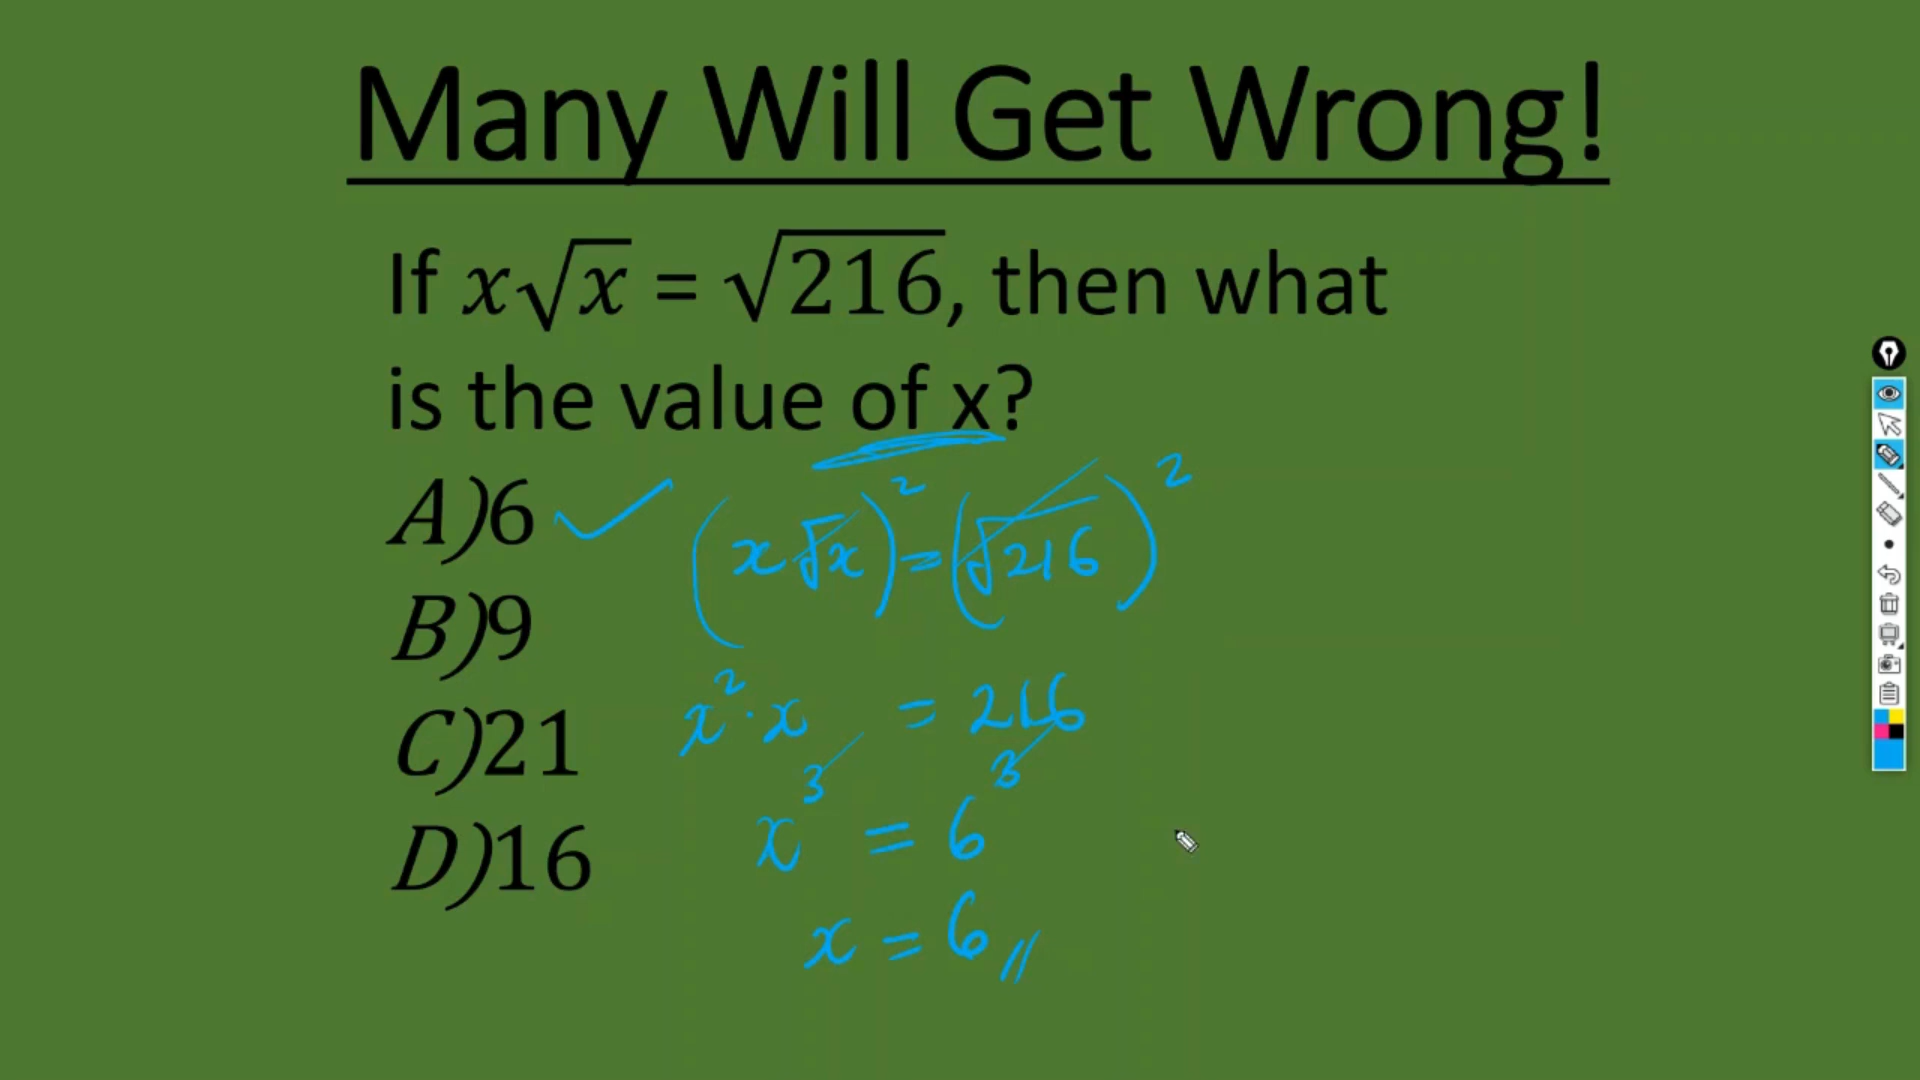 Many Will Get Wrong!
If x√x = √216, then what
is the value of x?
A)6 ✓
(x√x)² = (√216)²
B)9
x²·x = 216
C)21
x³ = 6³
D)16
x = 6 //